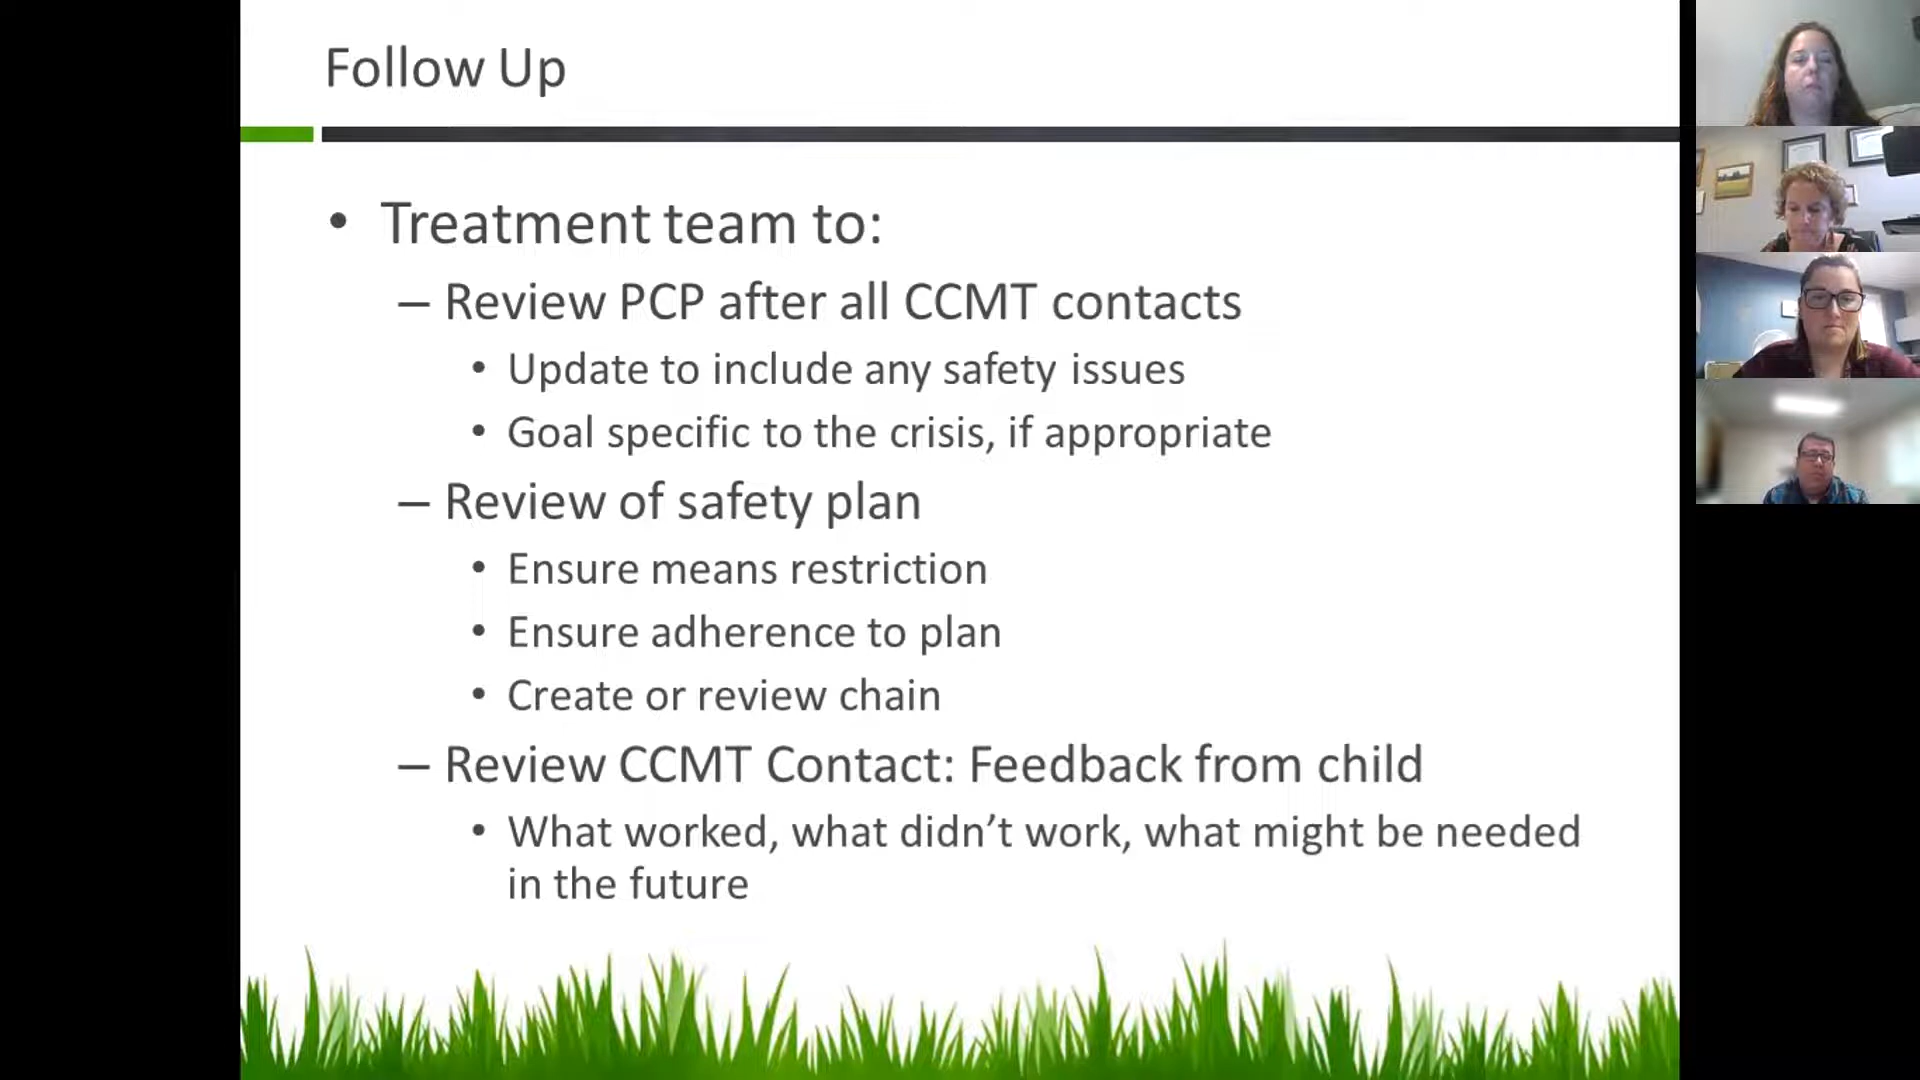 Follow Up
• Treatment team to:
– Review PCP after all CCMT contacts
• Update to include any safety issues
• Goal specific to the crisis, if appropriate
– Review of safety plan
• Ensure means restriction
• Ensure adherence to plan
• Create or review chain
– Review CCMT Contact: Feedback from child
• What worked, what didn’t work, what might be needed
in the future